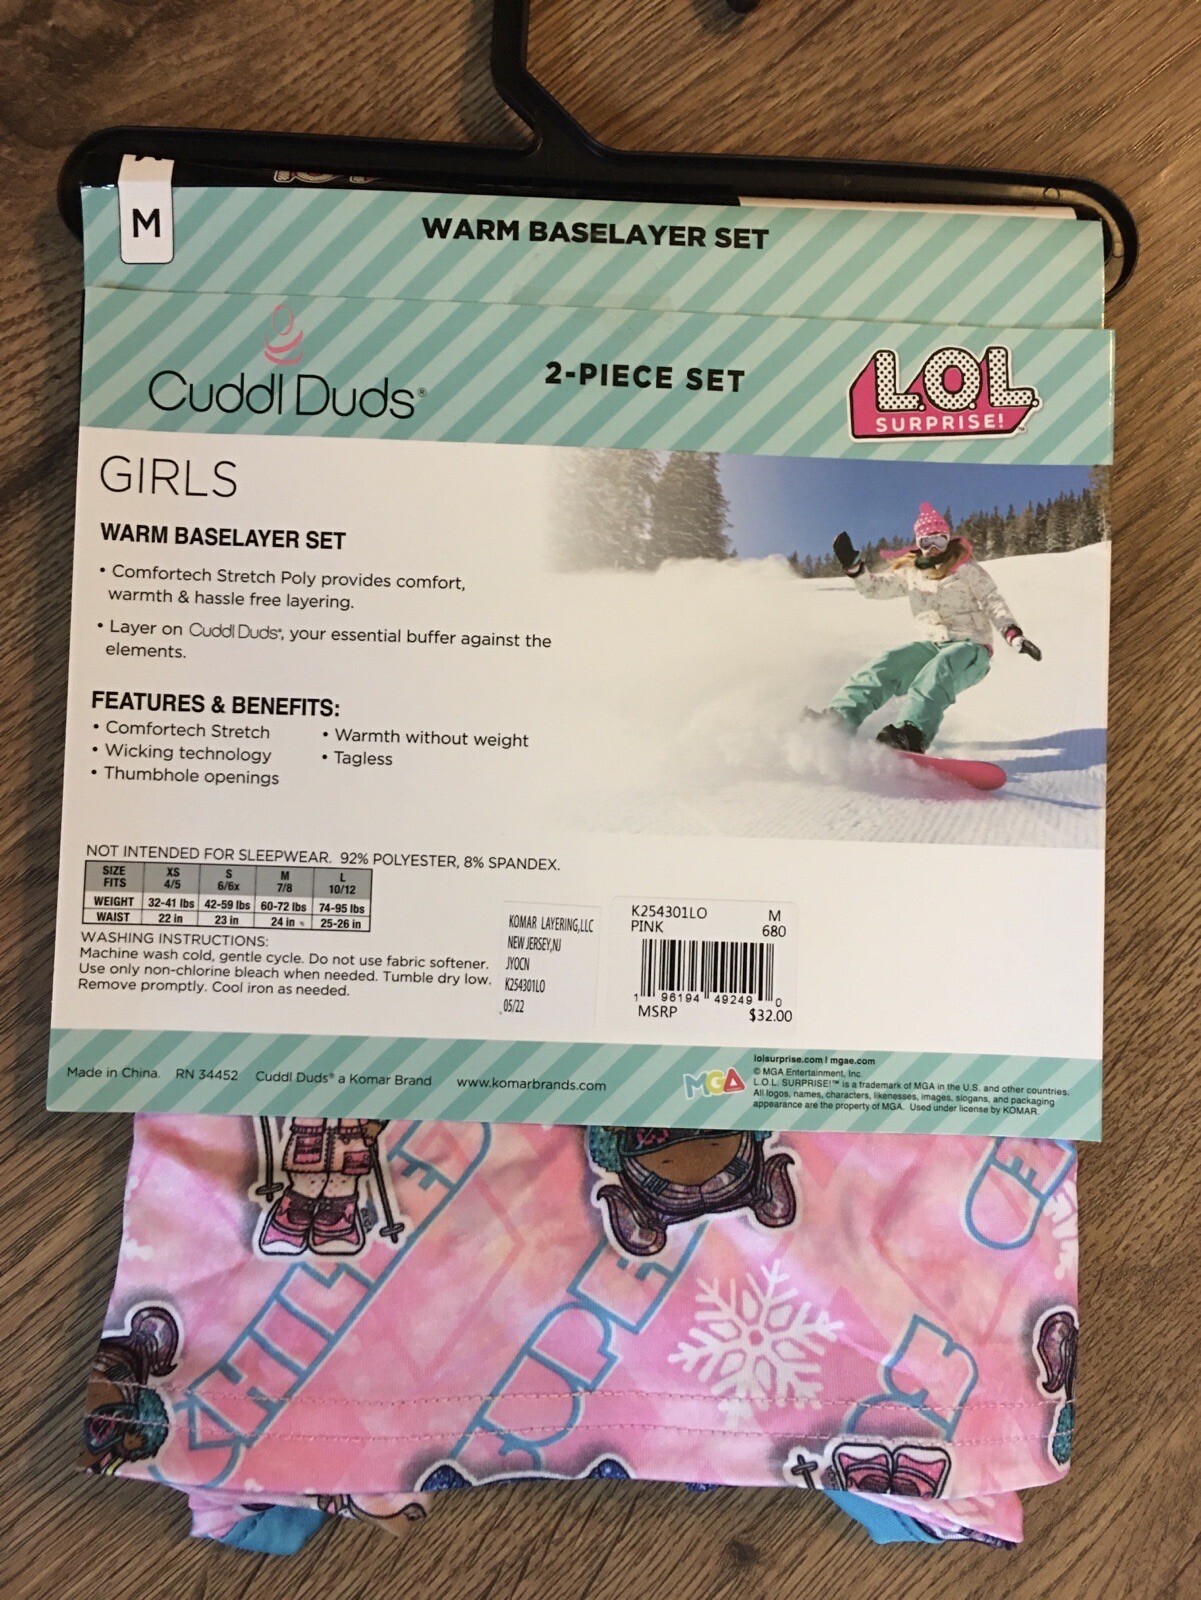 M
WARM BASELAYER SET
Cuddl Duds®
2-PIECE SET
L.O.L.
SURPRISE!™
GIRLS
WARM BASELAYER SET
• Comfortech Stretch Poly provides comfort,
warmth & hassle free layering.
• Layer on Cuddl Duds®, your essential buffer against the
elements.
FEATURES & BENEFITS:
• Comfortech Stretch
• Wicking technology
• Thumbhole openings
• Warmth without weight
• Tagless
NOT INTENDED FOR SLEEPWEAR. 92% POLYESTER, 8% SPANDEX.
SIZE FITS XS 4/5 S 6/6x M 7/8 L 10/12
WEIGHT 32-41 lbs 42-59 lbs 60-72 lbs 74-95 lbs
WAIST 22 in 23 in 24 in 25-26 in
WASHING INSTRUCTIONS:
Machine wash cold, gentle cycle. Do not use fabric softener.
Use only non-chlorine bleach when needed. Tumble dry low.
Remove promptly. Cool iron as needed.
KOMAR LAYERING,LLC
NEW JERSEY,NJ
JYOCN
K254301LO
05/22
K254301LO M
PINK 680
1 96194 49249 0
MSRP $32.00
Made in China. RN 34452 Cuddl Duds® a Komar Brand www.komarbrands.com
MGA
lolsurprise.com | mgae.com
© MGA Entertainment, Inc.
L.O.L. SURPRISE!™ is a trademark of MGA in the U.S. and other countries.
All logos, names, characters, likenesses, images, slogans, and packaging
appearance are the property of MGA. Used under license by KOMAR.